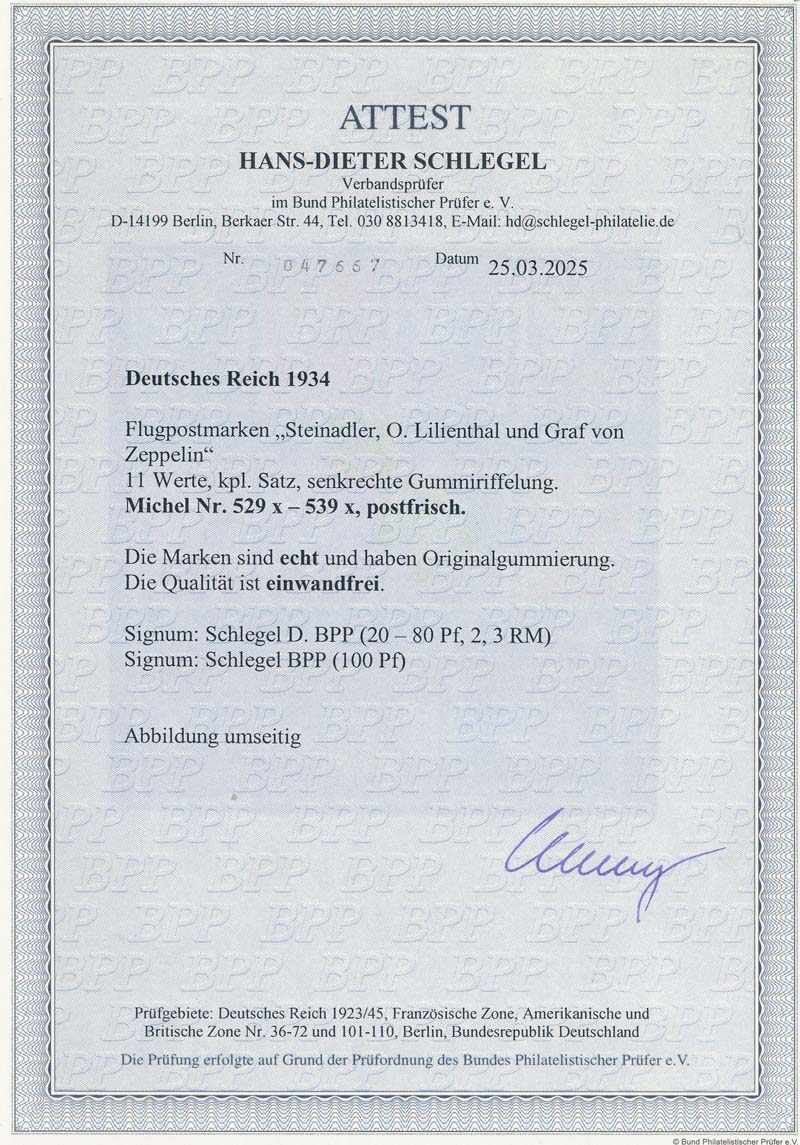 ATTEST
HANS-DIETER SCHLEGEL
Verbandsprüfer
im Bund Philatelistischer Prüfer e. V.
D-14199 Berlin, Berkaer Str. 44, Tel. 030 8813418, E-Mail: hd@schlegel-philatelie.de
Nr. 047667 Datum 25.03.2025
Deutsches Reich 1934
Flugpostmarken „Steinadler, O. Lilienthal und Graf von
Zeppelin“
11 Werte, kpl. Satz, senkrechte Gummiriffelung.
Michel Nr. 529 x – 539 x, postfrisch.
Die Marken sind echt und haben Originalgummierung.
Die Qualität ist einwandfrei.
Signum: Schlegel D. BPP (20 – 80 Pf, 2, 3 RM)
Signum: Schlegel BPP (100 Pf)
Abbildung umseitig
Prüfgebiete: Deutsches Reich 1923/45, Französische Zone, Amerikanische und
Britische Zone Nr. 36-72 und 101-110, Berlin, Bundesrepublik Deutschland
Die Prüfung erfolgte auf Grund der Prüfordnung des Bundes Philatelistischer Prüfer e.V.
© Bund Philatelistischer Prüfer e.V.